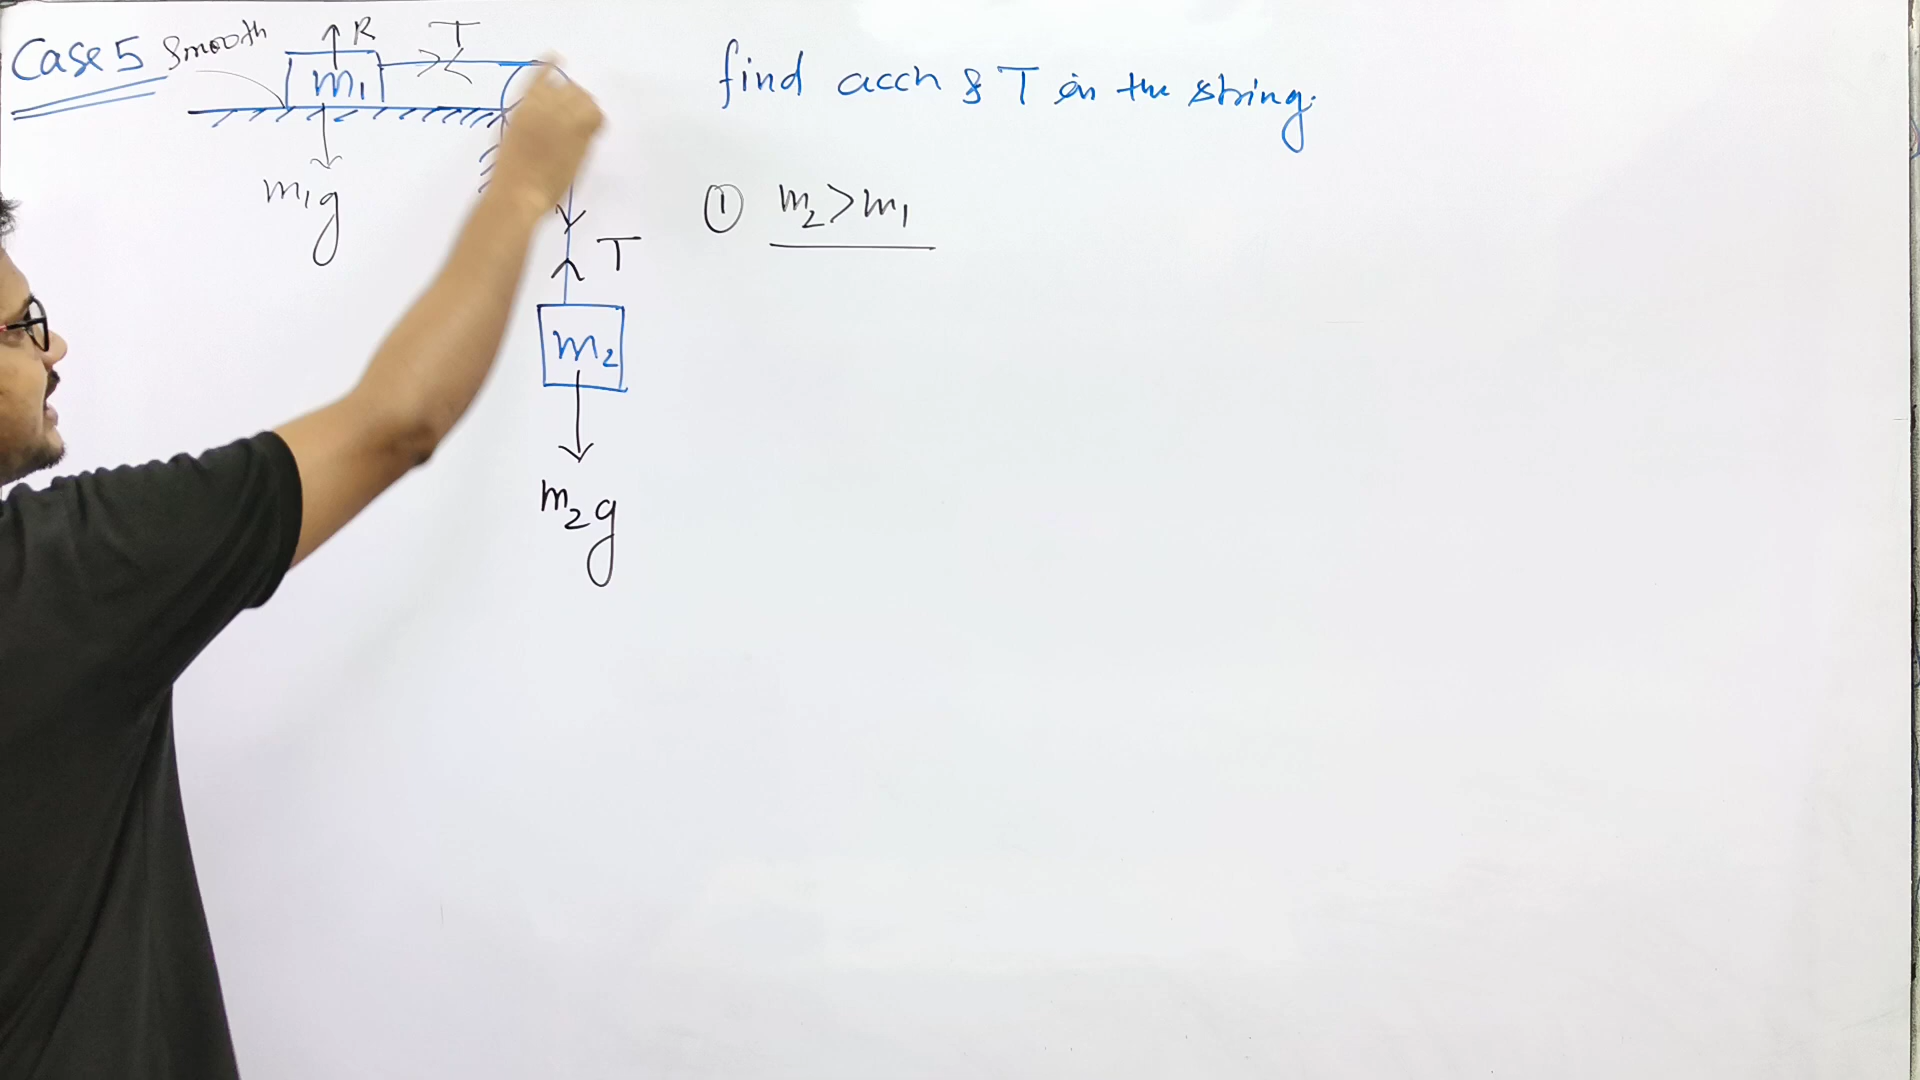 Case 5 Smooth
R
T
m1
m1g
T
m2
m2g
find accn & T in the string.
① m2>m1